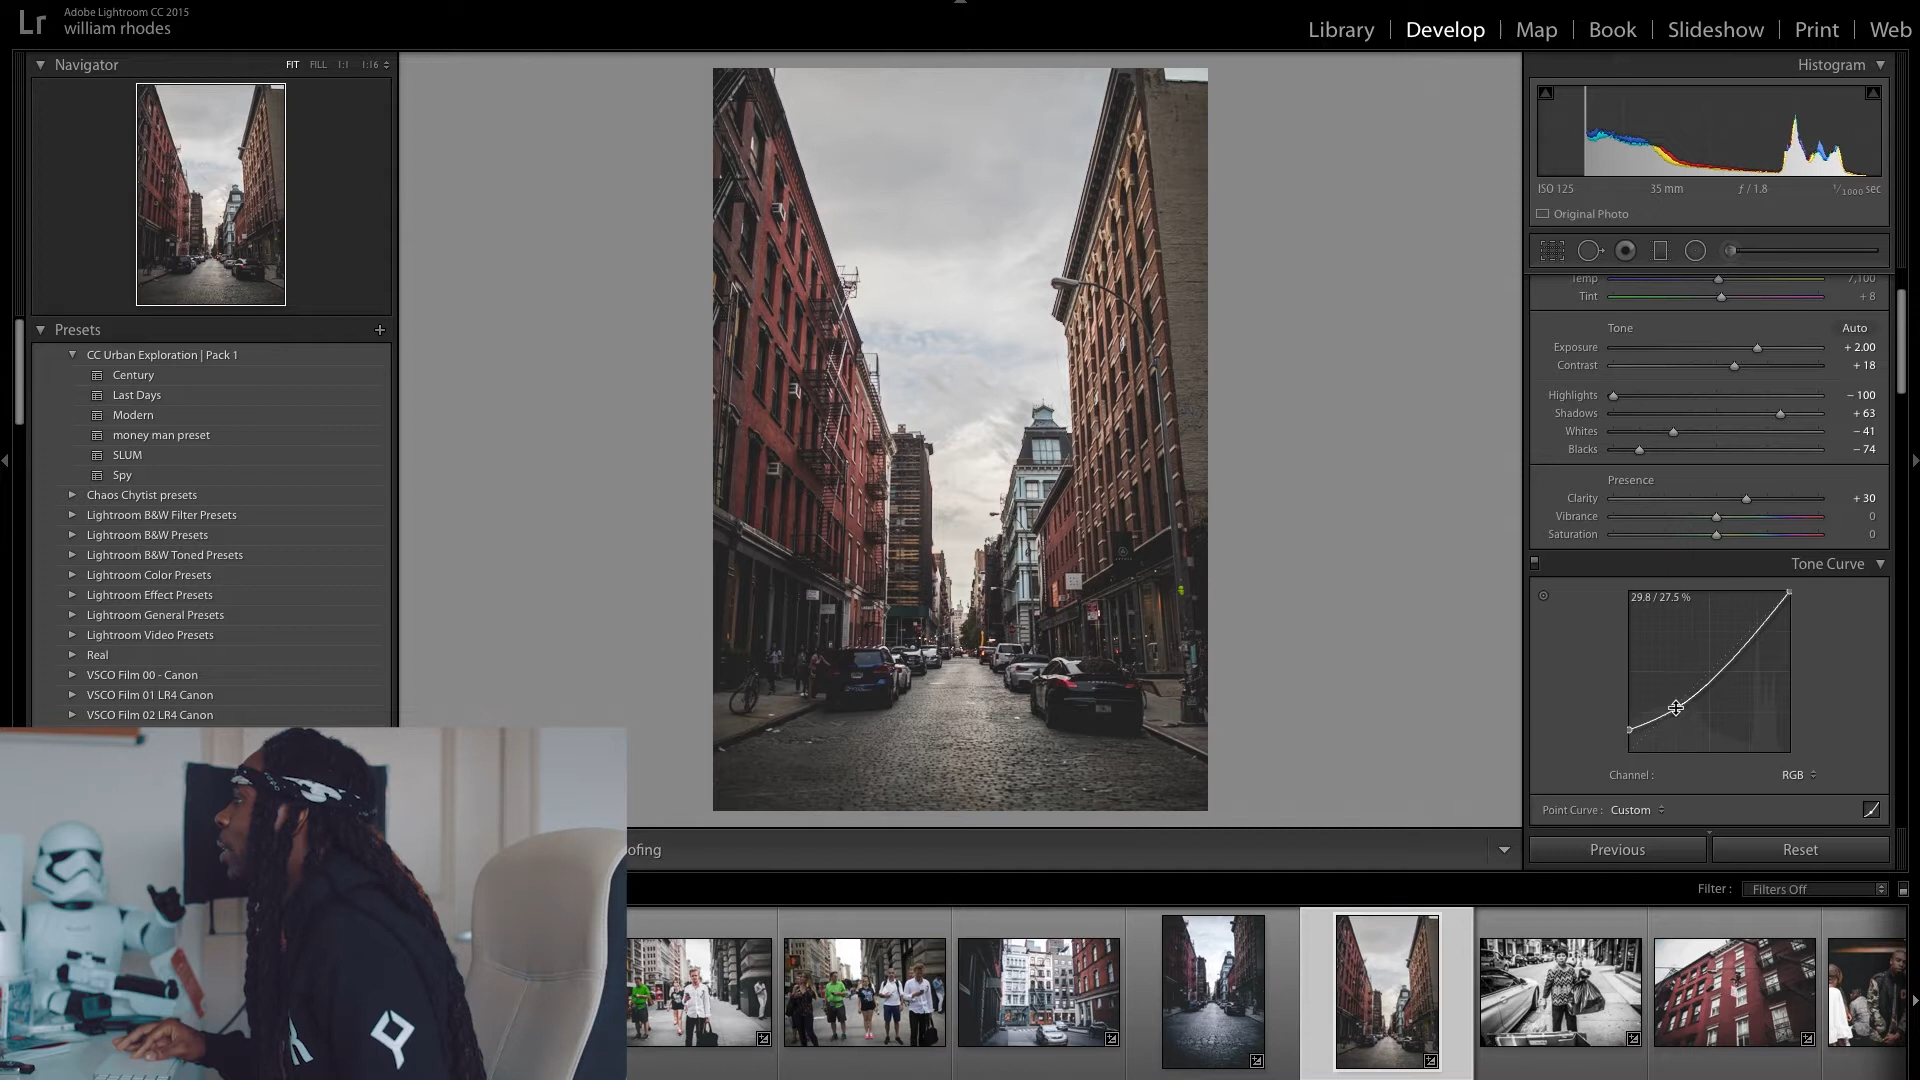 Lr
Adobe Lightroom CC 2015
william rhodes
Library | Develop | Map | Book | Slideshow | Print | Web
Navigator
FIT FILL 1:1 1:16
Histogram
ISO 125 35 mm ƒ / 1.8 1/1000 sec
Original Photo
Temp 7,100
Tint + 8
Tone Auto
Exposure + 2.00
Contrast + 18
Highlights − 100
Shadows + 63
Whites − 41
Blacks − 74
Presence
Clarity + 30
Vibrance 0
Saturation 0
Tone Curve
29.8 / 27.5 %
Channel : RGB
Point Curve : Custom
Previous
Reset
Presets
CC Urban Exploration | Pack 1
Century
Last Days
Modern
money man preset
SLUM
Spy
Chaos Chytist presets
Lightroom B&W Filter Presets
Lightroom B&W Presets
Lightroom B&W Toned Presets
Lightroom Color Presets
Lightroom Effect Presets
Lightroom General Presets
Lightroom Video Presets
Real
VSCO Film 00 - Canon
VSCO Film 01 LR4 Canon
VSCO Film 02 LR4 Canon
ofing
Filter : Filters Off